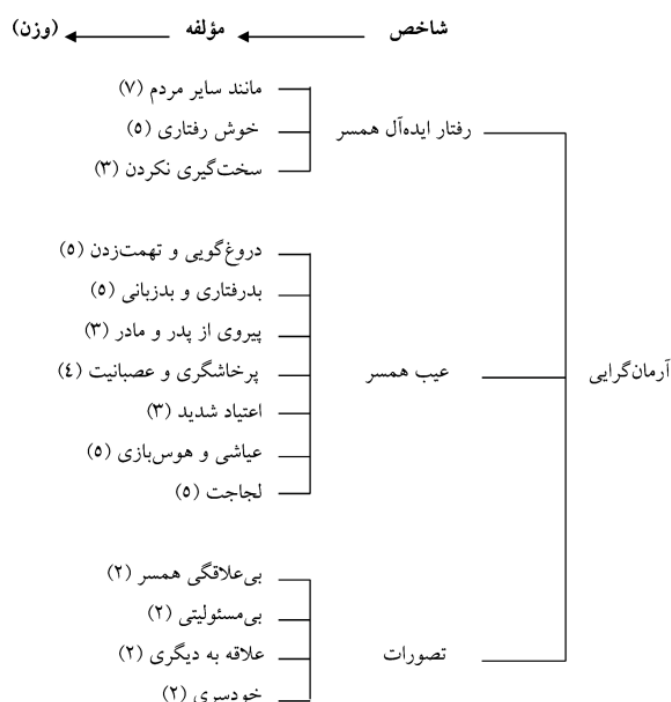 شاخص مؤلفه (وزن)
مانند سایر مردم (۷)
رفتار ایده‌آل همسر
خوش رفتاری (۵)
سخت‌گیری نکردن (۳)
دروغ‌گویی و تهمت‌زدن (۵)
بدرفتاری و بدزبانی (۵)
پیروی از پدر و مادر (۳)
آرمان‌گرایی
عیب همسر
پرخاشگری و عصبانیت (٤)
اعتیاد شدید (۳)
عیاشی و هوس‌بازی (۵)
لجاجت (۵)
بی‌علاقگی همسر (۲)
بی‌مسئولیتی (۲)
تصورات
علاقه به دیگری (۲)
خودسری (۲)